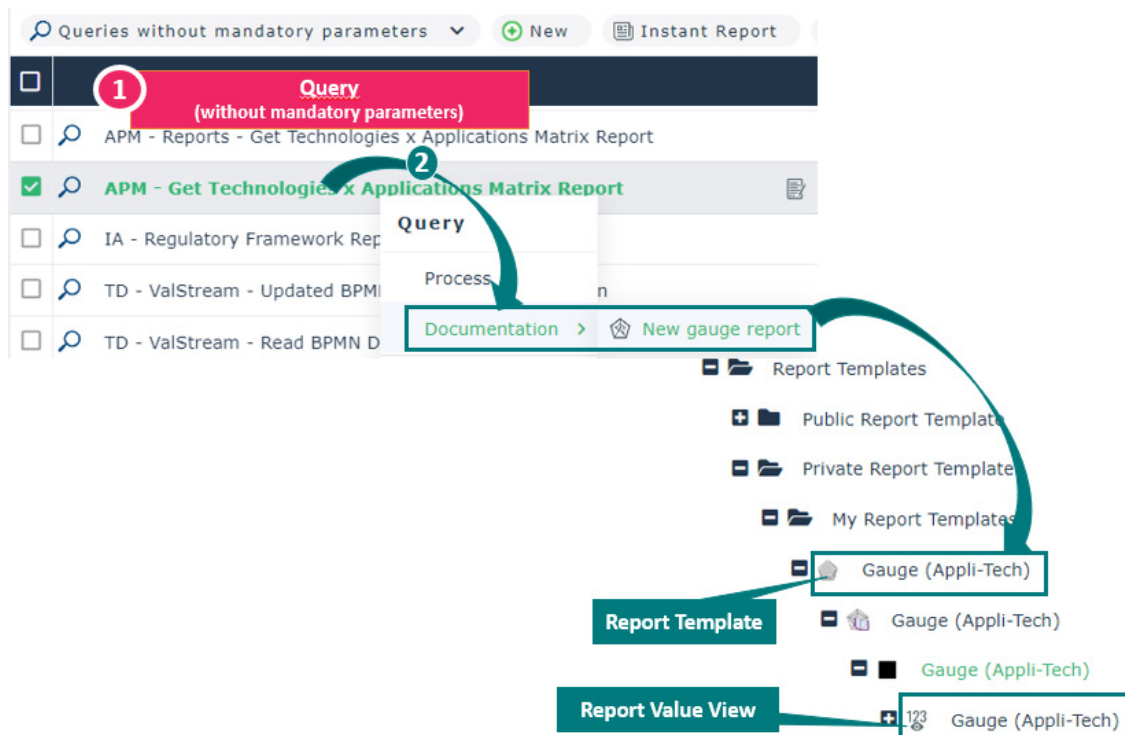 Queries without mandatory parameters
New
Instant Report
1
Query
(without mandatory parameters)
APM - Reports - Get Technologies x Applications Matrix Report
2
APM - Get Technologies x Applications Matrix Report
Query
IA - Regulatory Framework Rep
Process
TD - ValStream - Updated BPM
n
Documentation > New gauge report
TD - ValStream - Read BPMN D
Report Templates
Public Report Template
Private Report Template
My Report Templates
Gauge (Appli-Tech)
Report Template
Gauge (Appli-Tech)
Gauge (Appli-Tech)
Report Value View
123
Gauge (Appli-Tech)